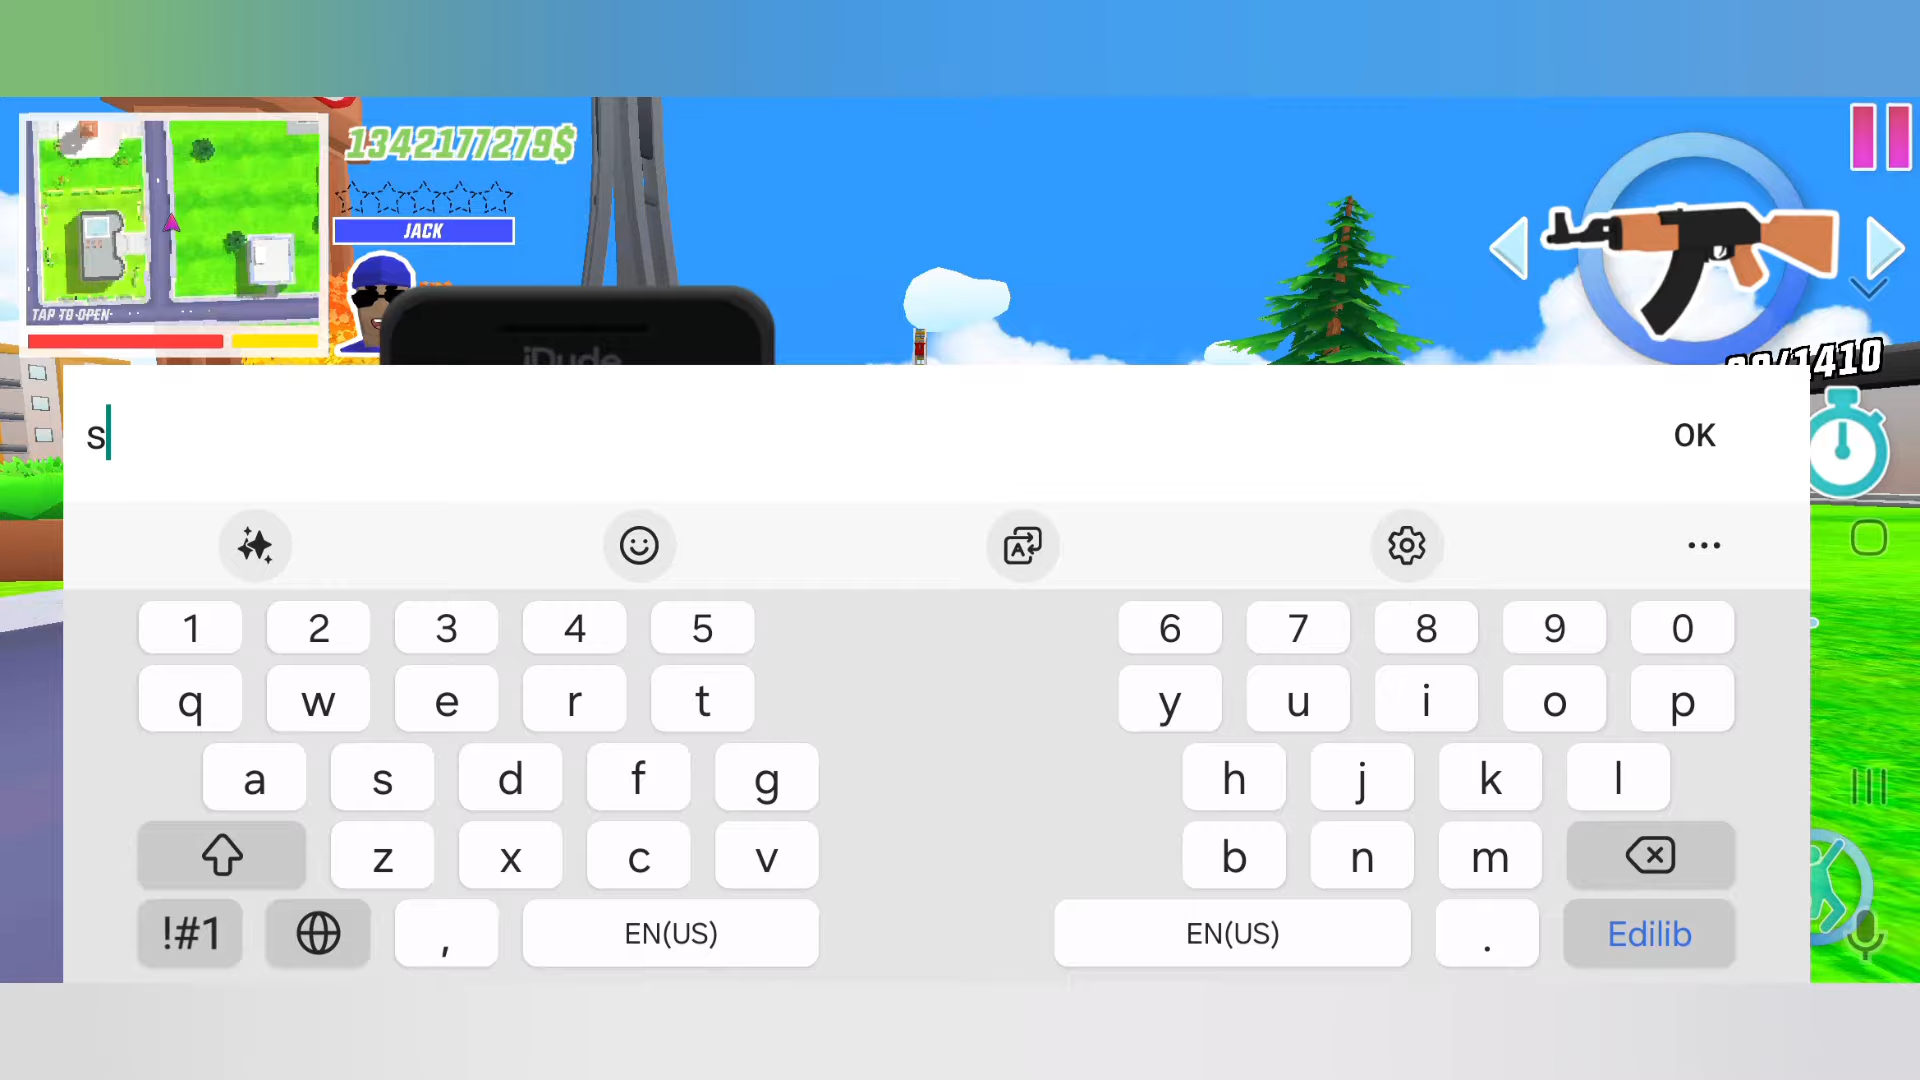 1342177279$
JACK
TAP TO OPEN
iDude
/1410
s
OK
1 2 3 4 5 6 7 8 9 0
q w e r t y u i o p
a s d f g h j k l
z x c v b n m
!#1 , EN(US) EN(US) . Edilib